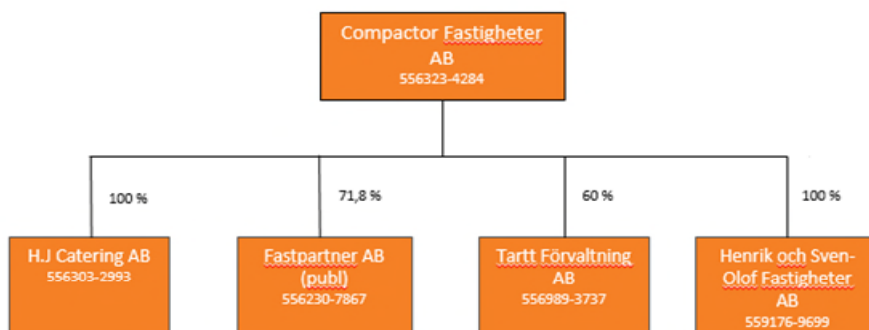 Compactor Fastigheter
AB
556323-4284
100 %
71,8 %
60 %
100 %
H.J Catering AB
556303-2993
Fastpartner AB
(publ)
556230-7867
Tartt Förvaltning
AB
556989-3737
Henrik och Sven-
Olof Fastigheter
AB
559176-9699